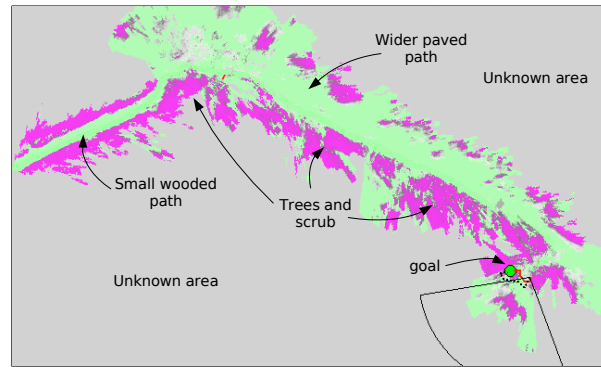 Wider paved
path
Unknown area
Small wooded
path
Trees and
scrub
goal
Unknown area